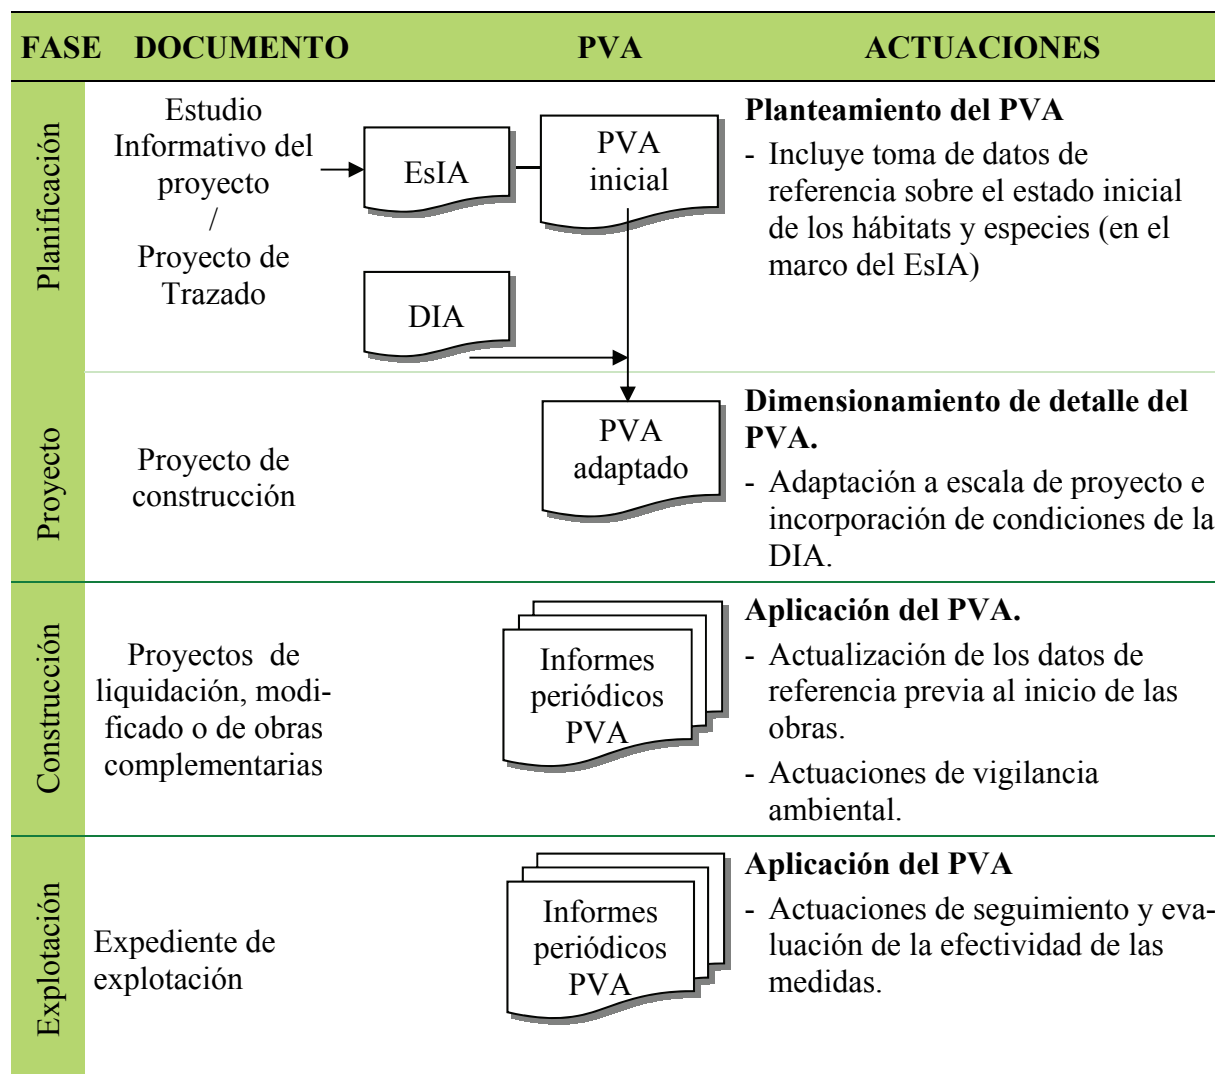 FASE DOCUMENTO PVA ACTUACIONES
Planificación
Estudio
Informativo del
proyecto
/
Proyecto de
Trazado
EsIA
PVA
inicial
DIA
Planteamiento del PVA
- Incluye toma de datos de
referencia sobre el estado inicial
de los hábitats y especies (en el
marco del EsIA)
Proyecto
Proyecto de
construcción
PVA
adaptado
Dimensionamiento de detalle del
PVA.
- Adaptación a escala de proyecto e
incorporación de condiciones de la
DIA.
Construcción
Proyectos de
liquidación, modi-
ficado o de obras
complementarias
Informes
periódicos
PVA
Aplicación del PVA.
- Actualización de los datos de
referencia previa al inicio de las
obras.
- Actuaciones de vigilancia
ambiental.
Explotación
Expediente de
explotación
Informes
periódicos
PVA
Aplicación del PVA
- Actuaciones de seguimiento y eva-
luación de la efectividad de las
medidas.